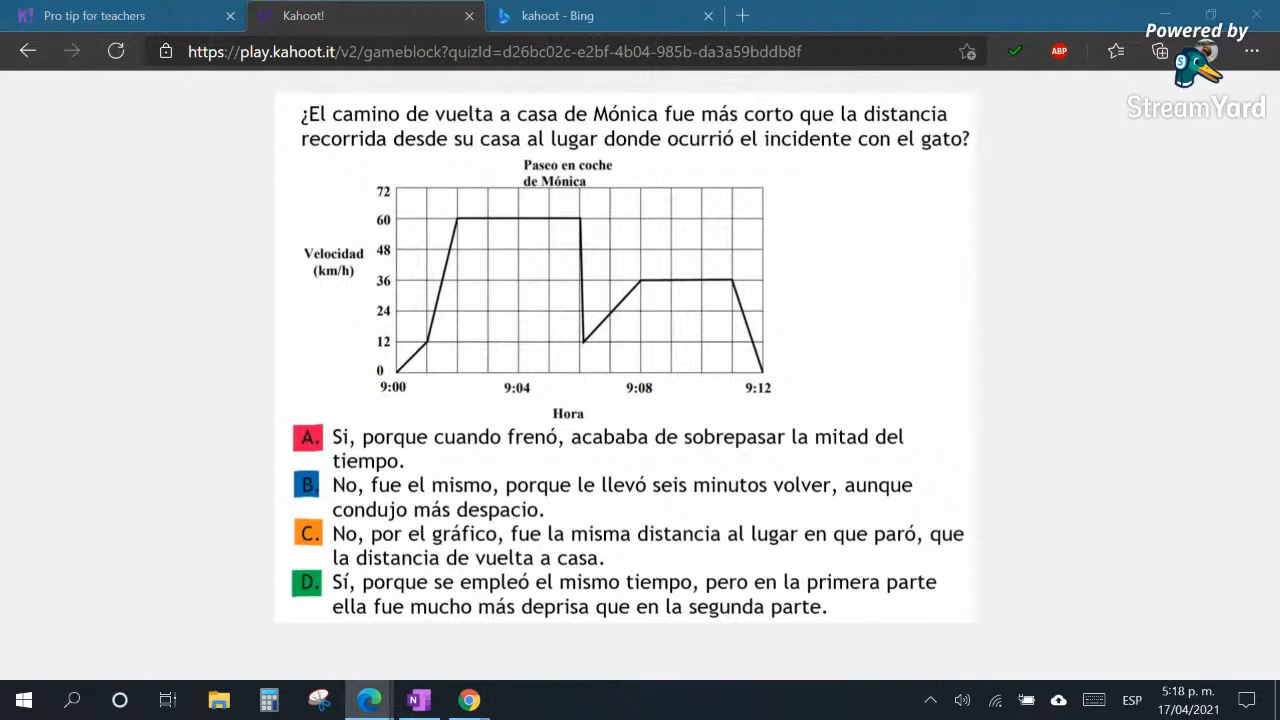 Pro tip for teachers
Kahoot!
kahoot - Bing
Powered by
https://play.kahoot.it/v2/gameblock?quizId=d26bc02c-e2bf-4b04-985b-da3a59bddb8f
ABP
StreamYard
¿El camino de vuelta a casa de Mónica fue más corto que la distancia
recorrida desde su casa al lugar donde ocurrió el incidente con el gato?
Paseo en coche
de Mónica
Velocidad
(km/h)
72
60
48
36
24
12
0
9:00 9:04 9:08 9:12
Hora
A. Si, porque cuando frenó, acababa de sobrepasar la mitad del
tiempo.
B. No, fue el mismo, porque le llevó seis minutos volver, aunque
condujo más despacio.
C. No, por el gráfico, fue la misma distancia al lugar en que paró, que
la distancia de vuelta a casa.
D. Sí, porque se empleó el mismo tiempo, pero en la primera parte
ella fue mucho más deprisa que en la segunda parte.
ESP
5:18 p. m.
17/04/2021